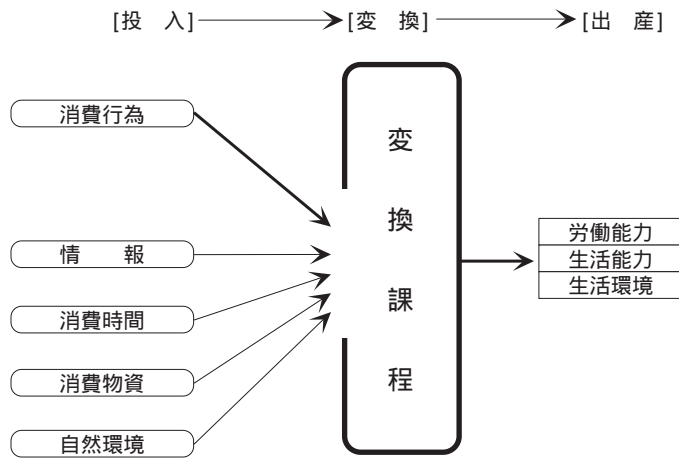 [投　入] [変　換] [出　産]
消費行為
情　　報
消費時間
消費物資
自然環境
変
換
課
程
労働能力
生活能力
生活環境